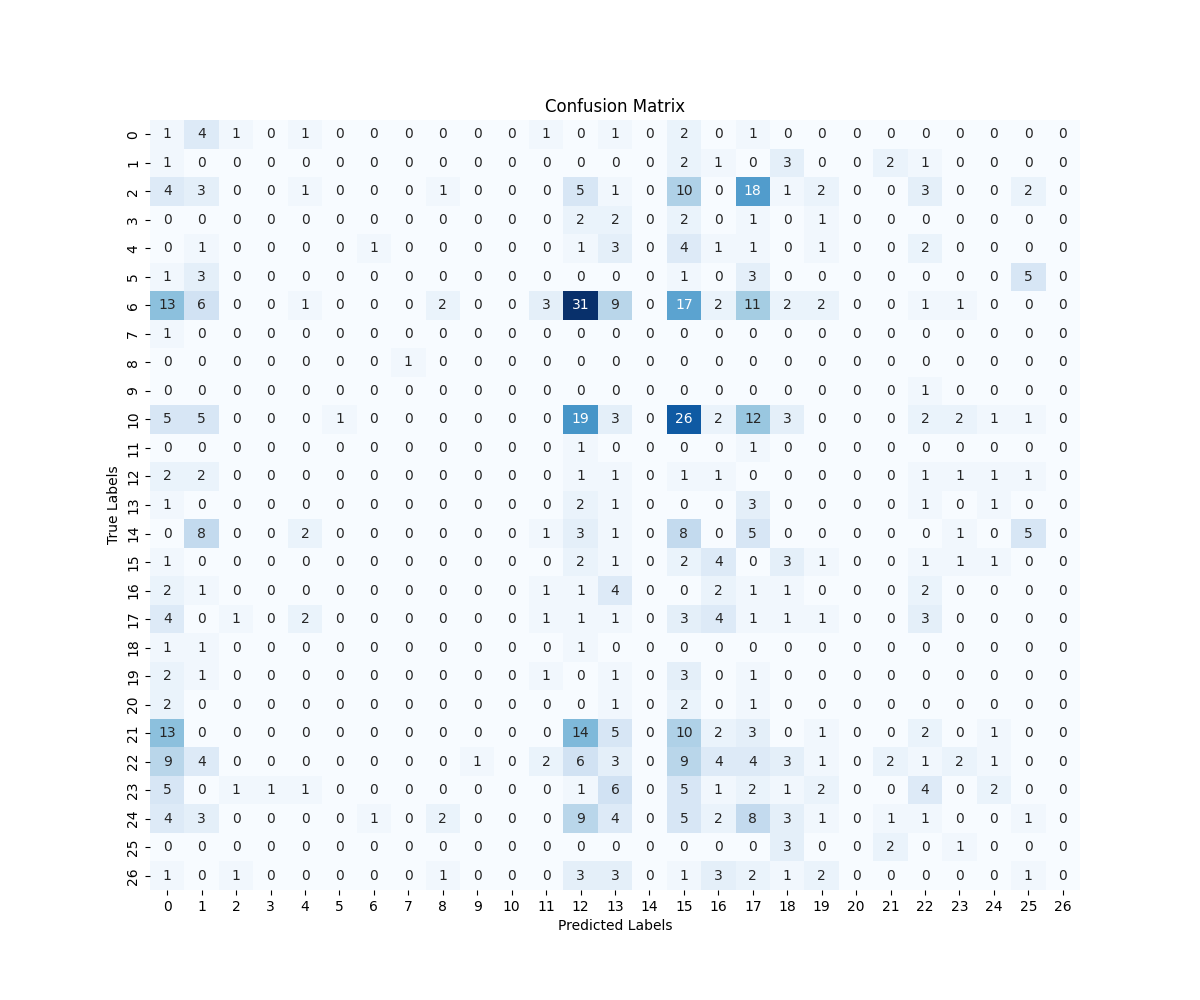 Confusion Matrix
0 1 4 1 0 1 0 0 0 0 0 0 1 0 1 0 2 0 1 0 0 0 0 0 0 0 0 0
1 1 0 0 0 0 0 0 0 0 0 0 0 0 0 0 2 1 0 3 0 0 2 1 0 0 0 0
2 4 3 0 0 1 0 0 0 1 0 0 0 5 1 0 10 0 18 1 2 0 0 3 0 0 2 0
3 0 0 0 0 0 0 0 0 0 0 0 0 2 2 0 2 0 1 0 1 0 0 0 0 0 0 0
4 0 1 0 0 0 0 1 0 0 0 0 0 1 3 0 4 1 1 0 1 0 0 2 0 0 0 0
5 1 3 0 0 0 0 0 0 0 0 0 0 0 0 0 1 0 3 0 0 0 0 0 0 0 5 0
6 13 6 0 0 1 0 0 0 2 0 0 3 31 9 0 17 2 11 2 2 0 0 1 1 0 0 0
7 1 0 0 0 0 0 0 0 0 0 0 0 0 0 0 0 0 0 0 0 0 0 0 0 0 0 0
8 0 0 0 0 0 0 0 1 0 0 0 0 0 0 0 0 0 0 0 0 0 0 0 0 0 0 0
9 0 0 0 0 0 0 0 0 0 0 0 0 0 0 0 0 0 0 0 0 0 0 1 0 0 0 0
10 5 5 0 0 0 1 0 0 0 0 0 0 19 3 0 26 2 12 3 0 0 0 2 2 1 1 0
11 0 0 0 0 0 0 0 0 0 0 0 0 1 0 0 0 0 1 0 0 0 0 0 0 0 0 0
12 2 2 0 0 0 0 0 0 0 0 0 0 1 1 0 1 1 0 0 0 0 0 1 1 1 1 0
13 1 0 0 0 0 0 0 0 0 0 0 0 2 1 0 0 0 3 0 0 0 0 1 0 1 0 0
14 0 8 0 0 2 0 0 0 0 0 0 1 3 1 0 8 0 5 0 0 0 0 0 1 0 5 0
15 1 0 0 0 0 0 0 0 0 0 0 0 2 1 0 2 4 0 3 1 0 0 1 1 1 0 0
16 2 1 0 0 0 0 0 0 0 0 0 1 1 4 0 0 2 1 1 0 0 0 2 0 0 0 0
17 4 0 1 0 2 0 0 0 0 0 0 1 1 1 0 3 4 1 1 1 0 0 3 0 0 0 0
18 1 1 0 0 0 0 0 0 0 0 0 0 1 0 0 0 0 0 0 0 0 0 0 0 0 0 0
19 2 1 0 0 0 0 0 0 0 0 0 1 0 1 0 3 0 1 0 0 0 0 0 0 0 0 0
20 2 0 0 0 0 0 0 0 0 0 0 0 0 1 0 2 0 1 0 0 0 0 0 0 0 0 0
21 13 0 0 0 0 0 0 0 0 0 0 0 14 5 0 10 2 3 0 1 0 0 2 0 1 0 0
22 9 4 0 0 0 0 0 0 0 1 0 2 6 3 0 9 4 4 3 1 0 2 1 2 1 0 0
23 5 0 1 1 1 0 0 0 0 0 0 0 1 6 0 5 1 2 1 2 0 0 4 0 2 0 0
24 4 3 0 0 0 0 1 0 2 0 0 0 9 4 0 5 2 8 3 1 0 1 1 0 0 1 0
25 0 0 0 0 0 0 0 0 0 0 0 0 0 0 0 0 0 0 3 0 0 2 0 1 0 0 0
26 1 0 1 0 0 0 0 0 1 0 0 0 3 3 0 1 3 2 1 2 0 0 0 0 0 1 0
True Labels
0 1 2 3 4 5 6 7 8 9 10 11 12 13 14 15 16 17 18 19 20 21 22 23 24 25 26
Predicted Labels